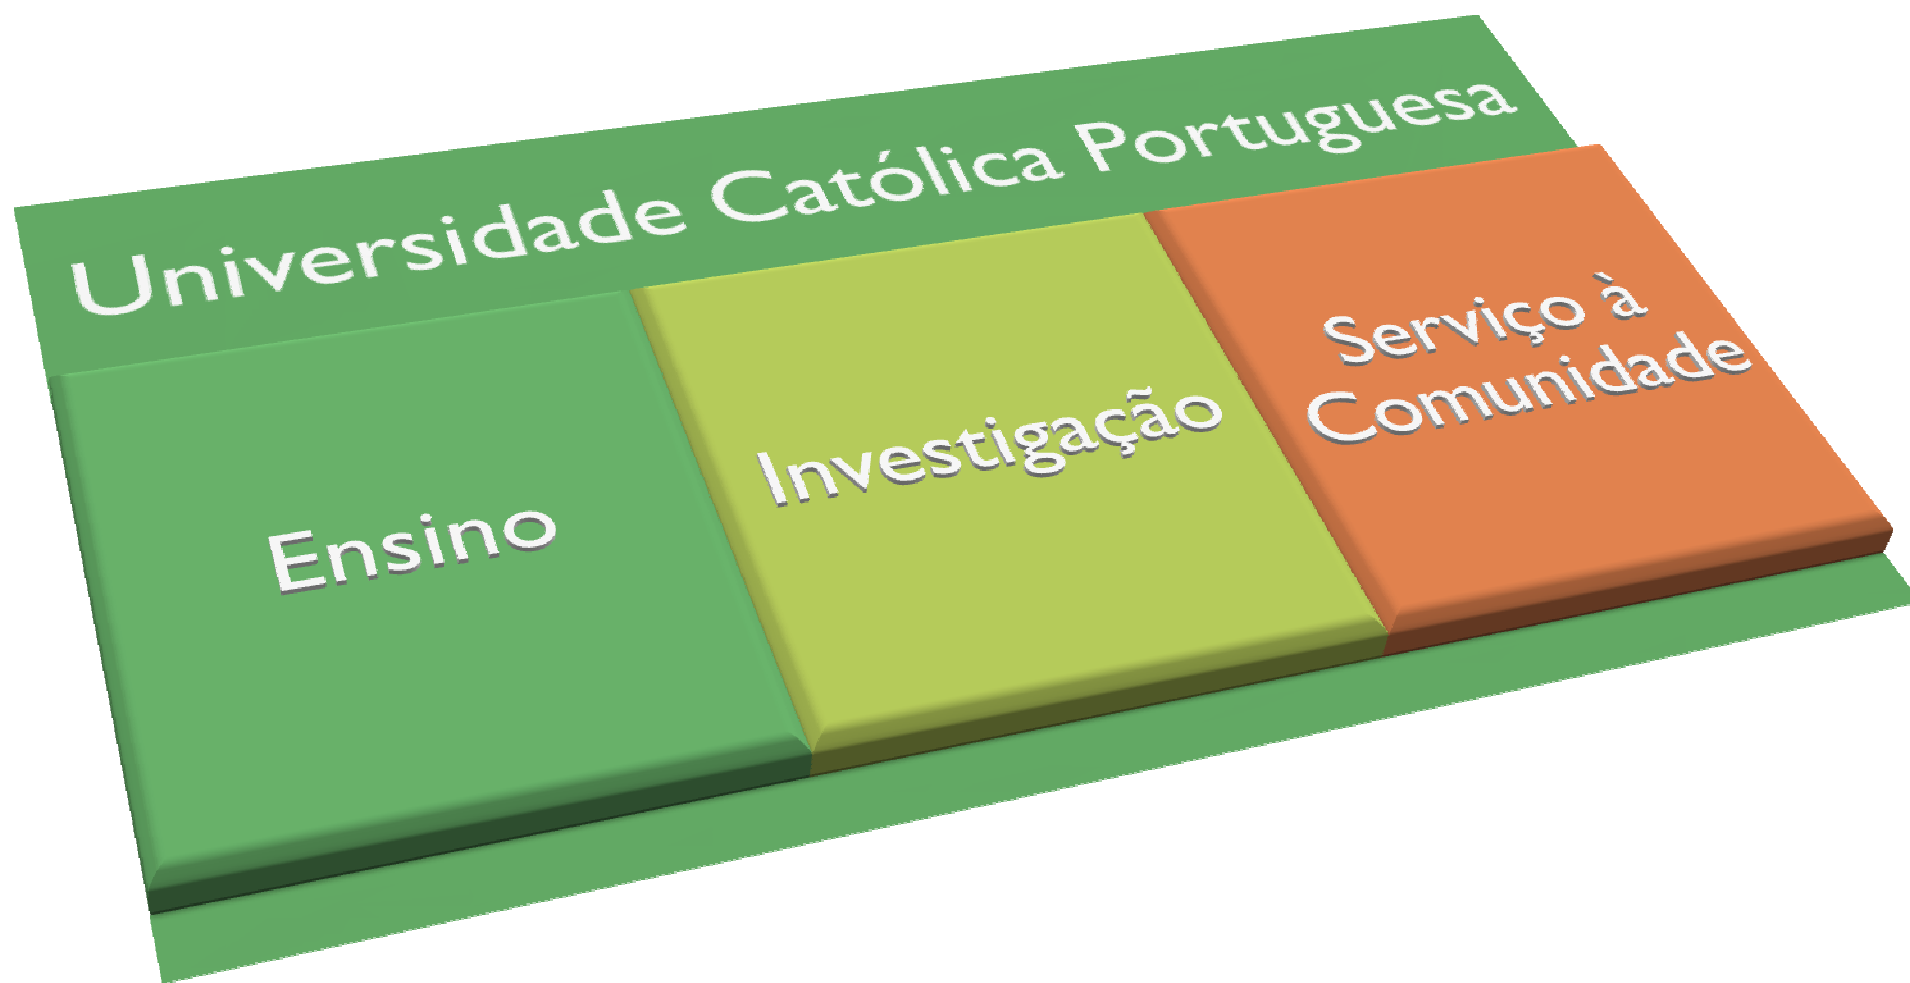 Universidade Católica Portuguesa
Ensino
Investigação
Serviço à
Comunidade